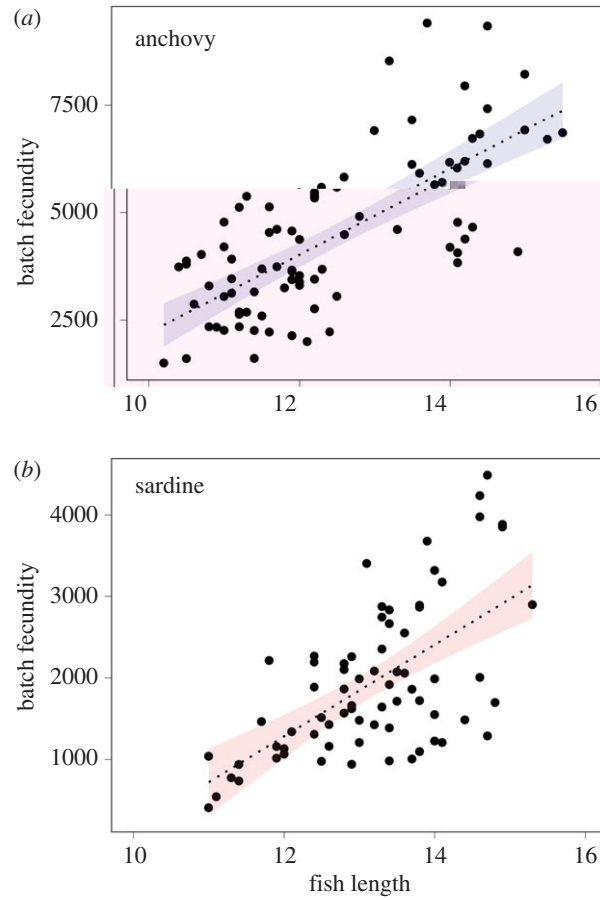 (a)
anchovy
batch fecundity
7500
5000
2500
10 12 14 16
(b)
sardine
batch fecundity
4000
3000
2000
1000
10 12 14 16
fish length